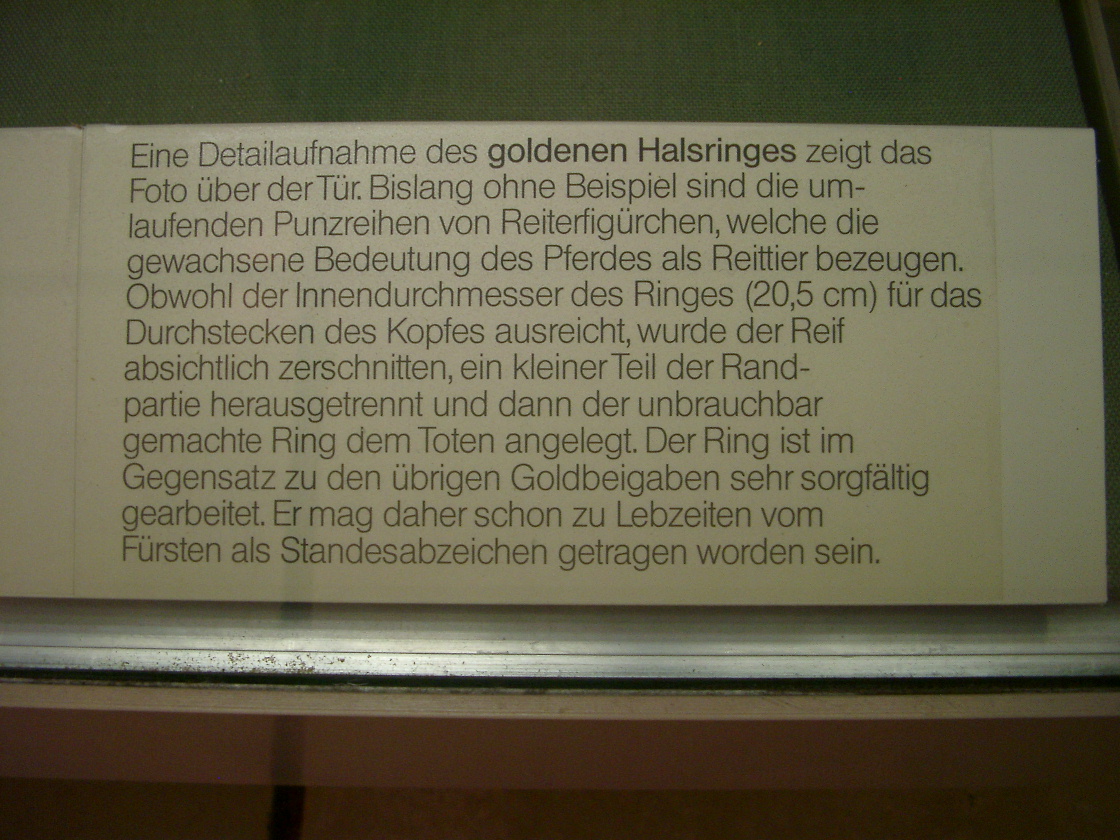 Eine Detailaufnahme des goldenen Halsringes zeigt das
Foto über der Tür. Bislang ohne Beispiel sind die um-
laufenden Punzreihen von Reiterfigürchen, welche die
gewachsene Bedeutung des Pferdes als Reittier bezeugen.
Obwohl der Innendurchmesser des Ringes (20,5 cm) für das
Durchstecken des Kopfes ausreicht, wurde der Reif
absichtlich zerschnitten, ein kleiner Teil der Rand-
partie herausgetrennt und dann der unbrauchbar
gemachte Ring dem Toten angelegt. Der Ring ist im
Gegensatz zu den übrigen Goldbeigaben sehr sorgfältig
gearbeitet. Er mag daher schon zu Lebzeiten vom
Fürsten als Standesabzeichen getragen worden sein.